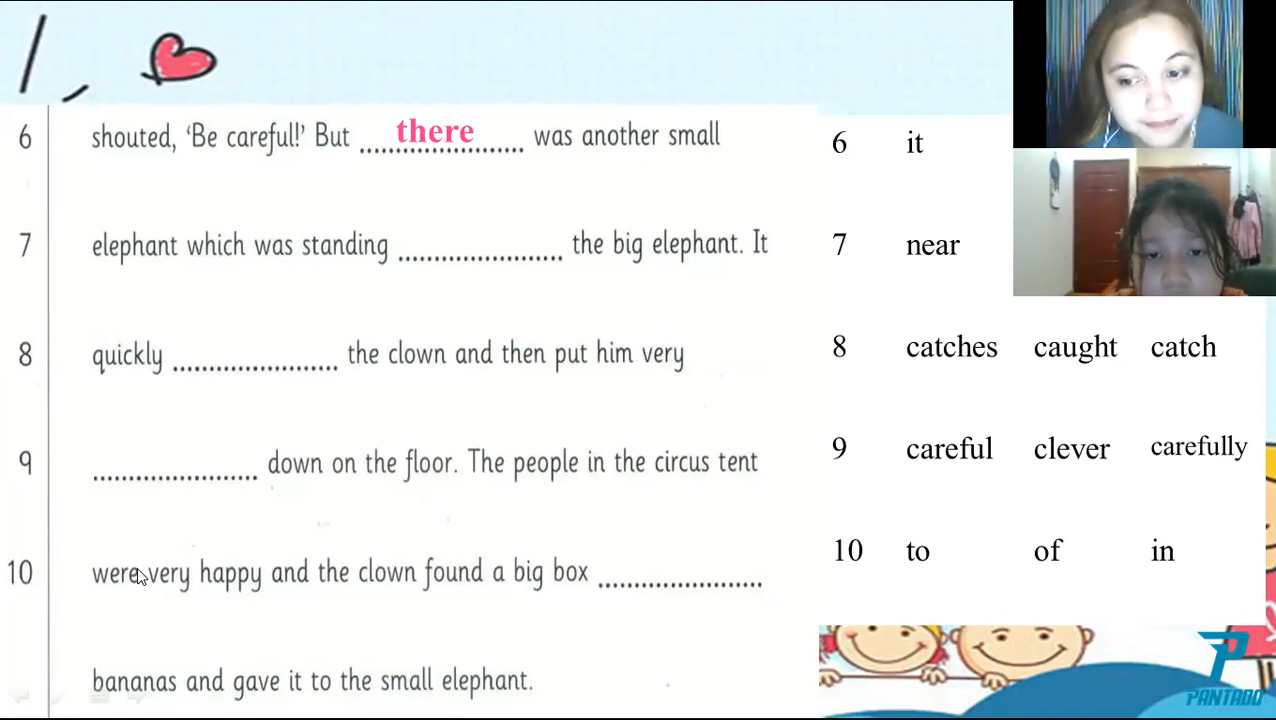 6 shouted, 'Be careful!' But there was another small
7 elephant which was standing ........................ the big elephant. It
8 quickly ........................ the clown and then put him very
9 ........................ down on the floor. The people in the circus tent
10 were very happy and the clown found a big box ........................
bananas and gave it to the small elephant.
6 it
7 near
8 catches caught catch
9 careful clever carefully
10 to of in
PANTADO